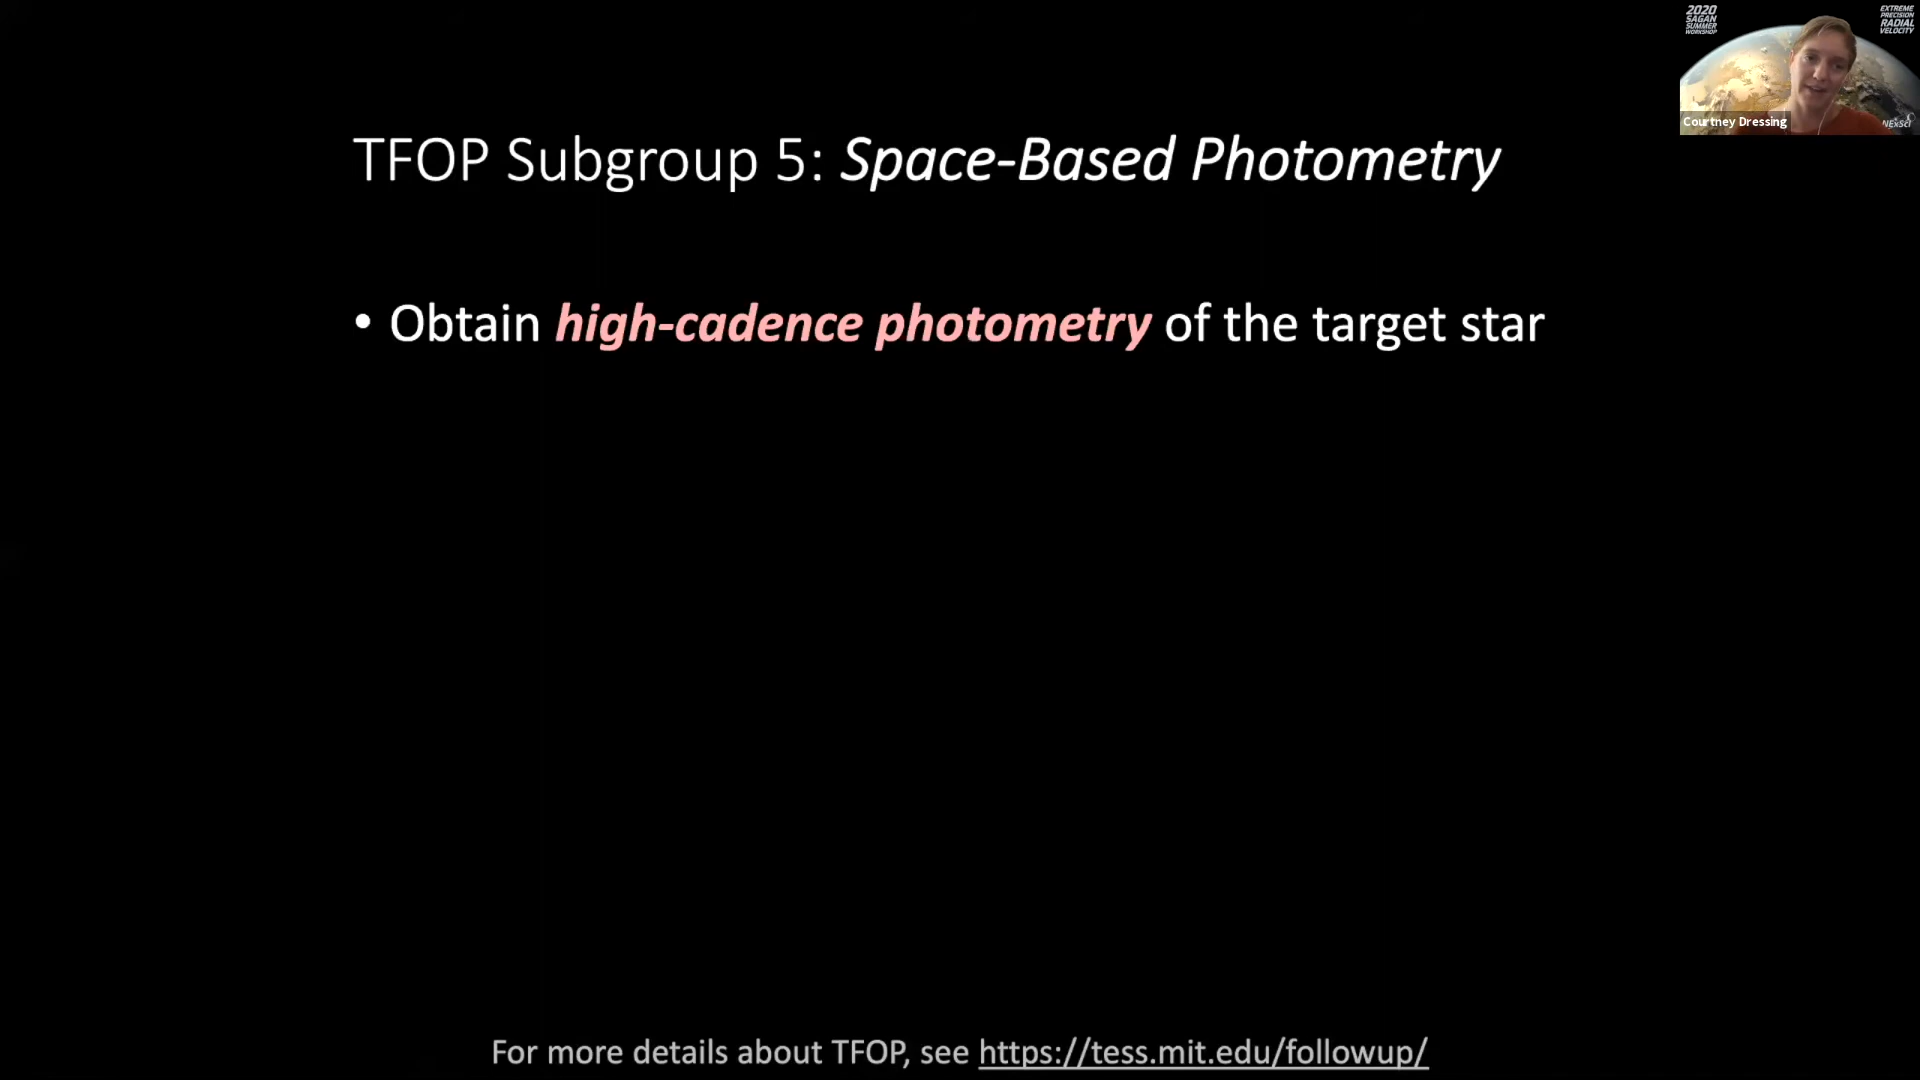 2020
SAGAN
SUMMER
WORKSHOP
EXTREME
PRECISION
RADIAL
VELOCITY
Courtney Dressing
NExScI
TFOP Subgroup 5: Space-Based Photometry
• Obtain high-cadence photometry of the target star
For more details about TFOP, see https://tess.mit.edu/followup/